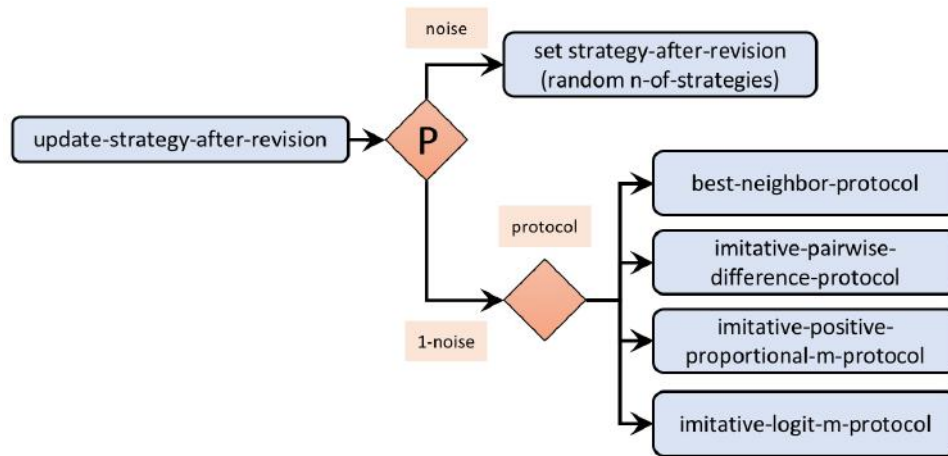 noise
set strategy-after-revision
(random n-of-strategies)
update-strategy-after-revision
P
best-neighbor-protocol
protocol
imitative-pairwise-
difference-protocol
1-noise
imitative-positive-
proportional-m-protocol
imitative-logit-m-protocol